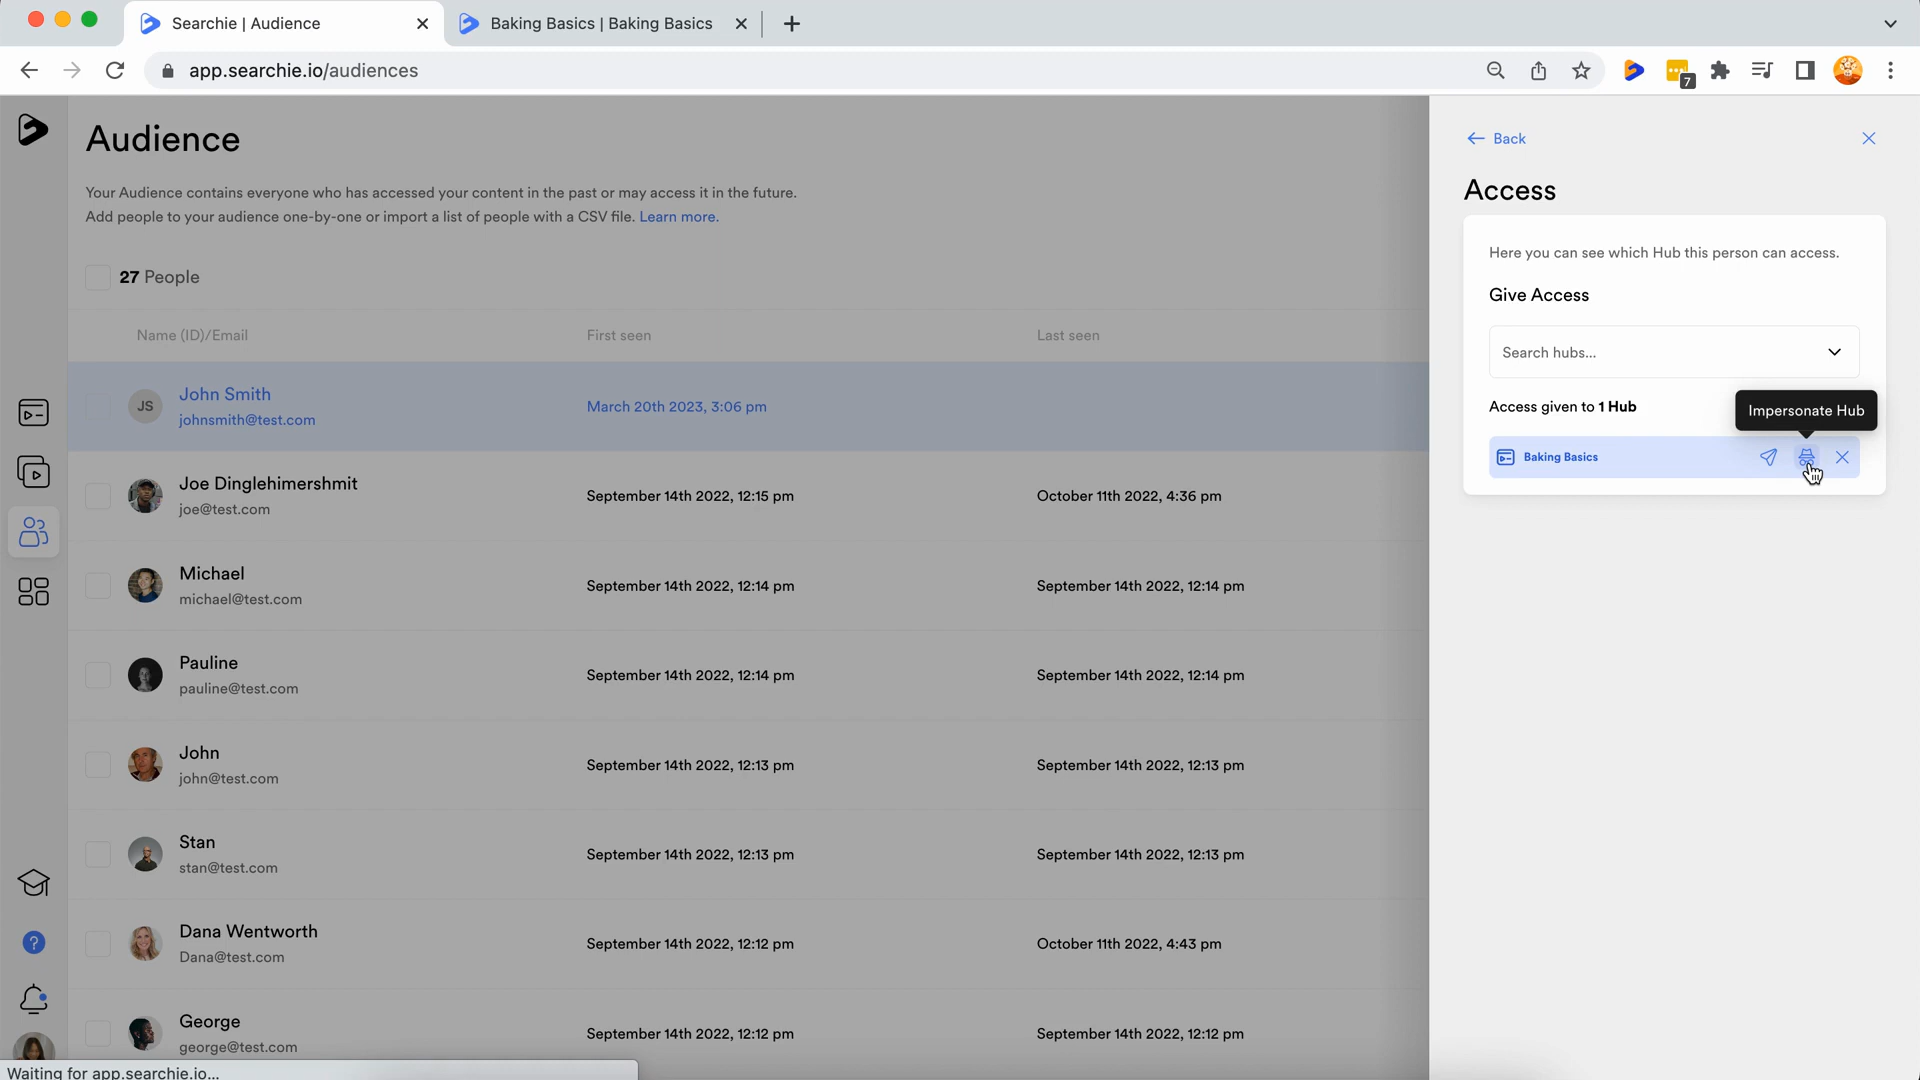 Searchie | Audience
Baking Basics | Baking Basics
app.searchie.io/audiences
7
Audience
Your Audience contains everyone who has accessed your content in the past or may access it in the future.
Add people to your audience one-by-one or import a list of people with a CSV file. Learn more.
27 People
Name (ID)/Email First seen Last seen
JS
John Smith
johnsmith@test.com
March 20th 2023, 3:06 pm
Joe Dinglehimershmit
joe@test.com
September 14th 2022, 12:15 pm
October 11th 2022, 4:36 pm
Michael
michael@test.com
September 14th 2022, 12:14 pm
September 14th 2022, 12:14 pm
Pauline
pauline@test.com
September 14th 2022, 12:14 pm
September 14th 2022, 12:14 pm
John
john@test.com
September 14th 2022, 12:13 pm
September 14th 2022, 12:13 pm
Stan
stan@test.com
September 14th 2022, 12:13 pm
September 14th 2022, 12:13 pm
Dana Wentworth
Dana@test.com
September 14th 2022, 12:12 pm
October 11th 2022, 4:43 pm
George
george@test.com
September 14th 2022, 12:12 pm
September 14th 2022, 12:12 pm
?
Waiting for app.searchie.io...
Back
Access
Here you can see which Hub this person can access.
Give Access
Search hubs...
Access given to 1 Hub
Impersonate Hub
Baking Basics